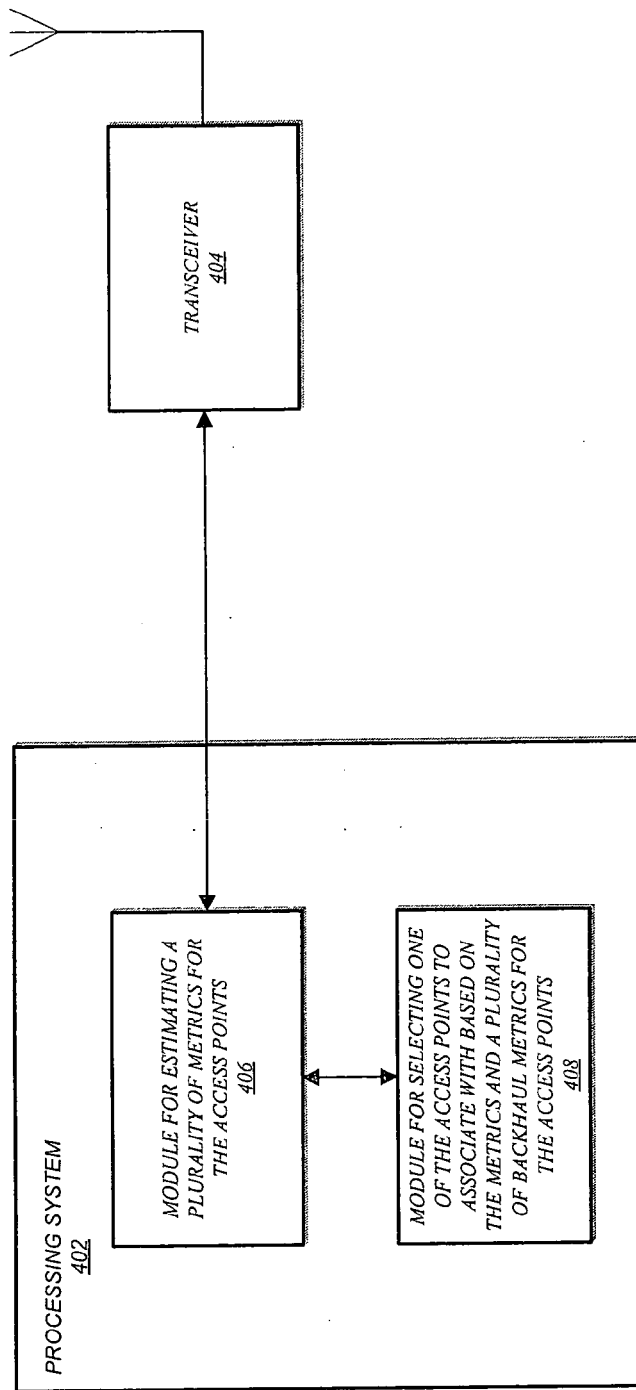 PROCESSING SYSTEM
402
MODULE FOR ESTIMATING A
PLURALITY OF METRICS FOR
THE ACCESS POINTS
406
MODULE FOR SELECTING ONE
OF THE ACCESS POINTS TO
ASSOCIATE WITH BASED ON
THE METRICS AND A PLURALITY
OF BACKHAUL METRICS FOR
THE ACCESS POINTS
408
TRANSCEIVER
404